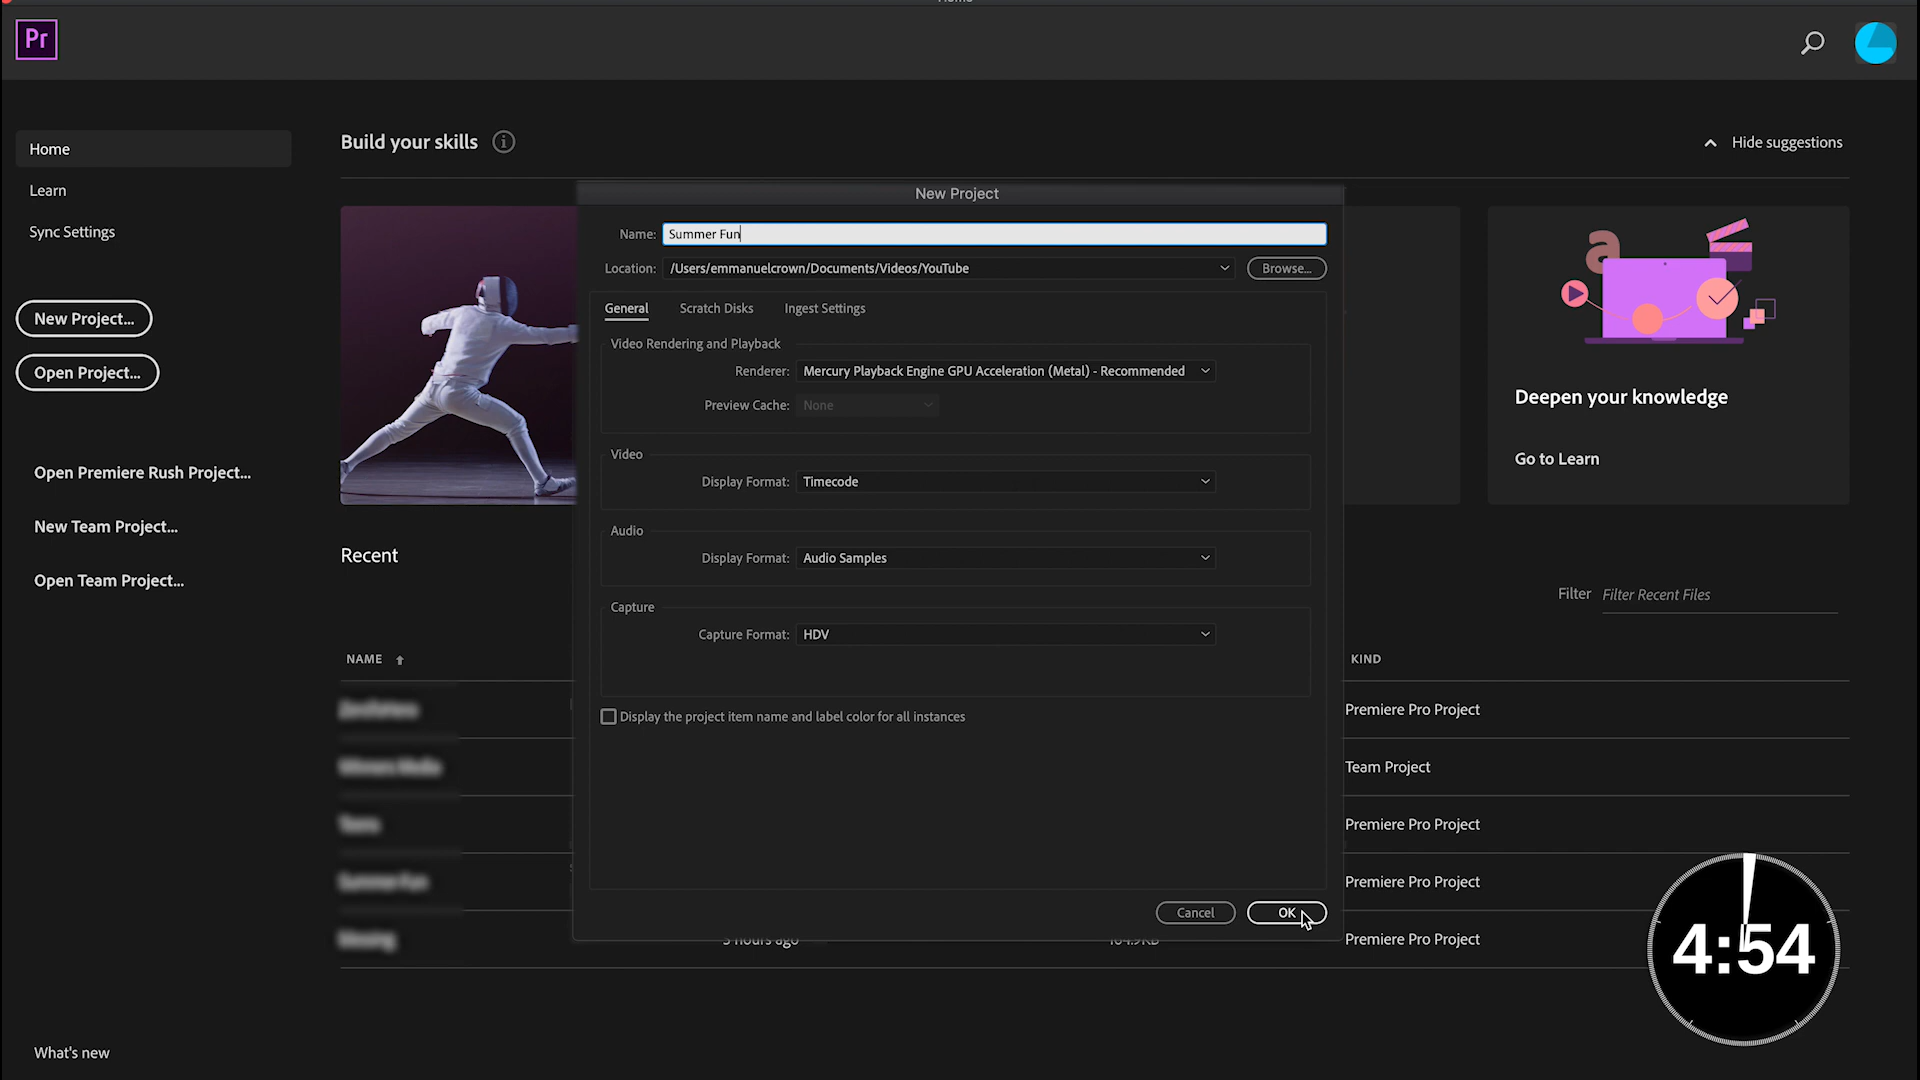 Pr
Home
Learn
Sync Settings
New Project...
Open Project...
Open Premiere Rush Project...
New Team Project...
Open Team Project...
What's new
Build your skills
Hide suggestions
Deepen your knowledge
Go to Learn
Recent
Filter Filter Recent Files
NAME
KIND
Premiere Pro Project
Team Project
Premiere Pro Project
Premiere Pro Project
3 hours ago
Premiere Pro Project
New Project
Name: Summer Fun
Location: /Users/emmanuelcrown/Documents/Videos/YouTube Browse...
General Scratch Disks Ingest Settings
Video Rendering and Playback
Renderer: Mercury Playback Engine GPU Acceleration (Metal) - Recommended
Preview Cache: None
Video
Display Format: Timecode
Audio
Display Format: Audio Samples
Capture
Capture Format: HDV
Display the project item name and label color for all instances
Cancel OK
4:54